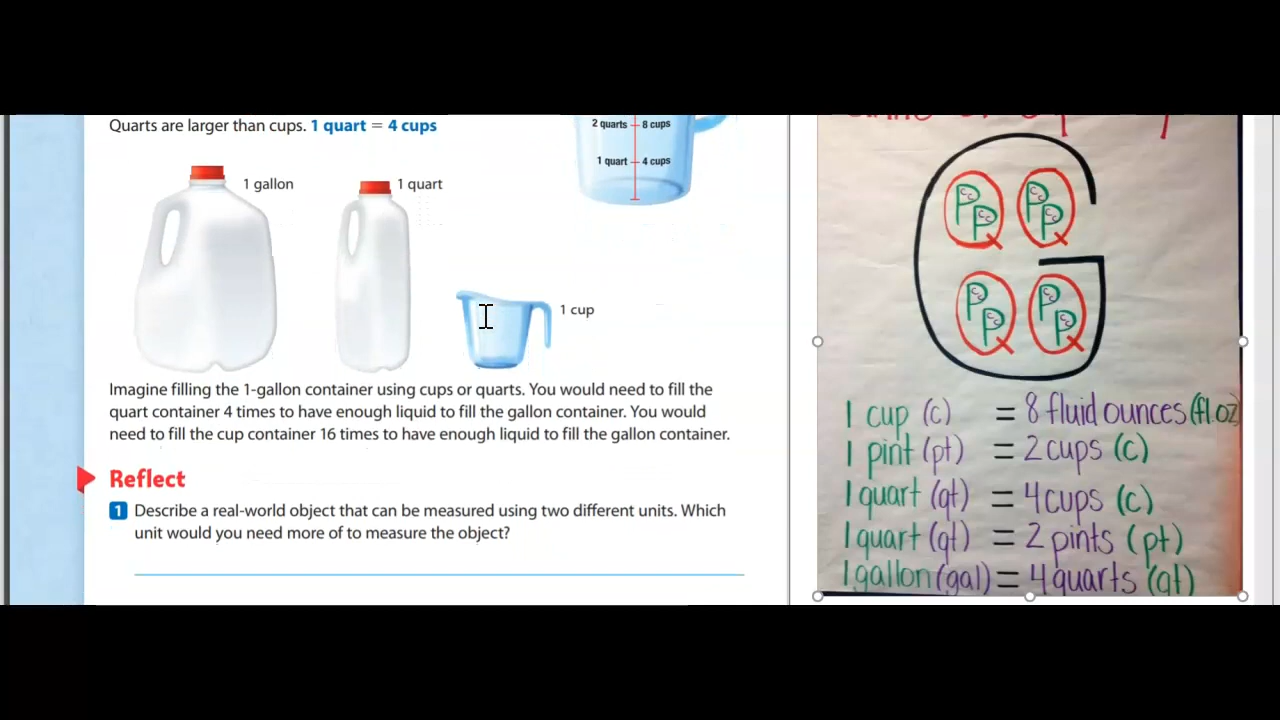 Quarts are larger than cups. 1 quart = 4 cups
2 quarts 8 cups
1 quart 4 cups
1 gallon
1 quart
1 cup
Imagine filling the 1-gallon container using cups or quarts. You would need to fill the
quart container 4 times to have enough liquid to fill the gallon container. You would
need to fill the cup container 16 times to have enough liquid to fill the gallon container.
Reflect
1 Describe a real-world object that can be measured using two different units. Which
unit would you need more of to measure the object?
G
P P Q C C C C
P P Q C C C C
P P Q C C C C
P P Q C C C C
1 cup (c) = 8 fluid ounces (fl.oz)
1 pint (pt) = 2 cups (c)
1 quart (qt) = 4 cups (c)
1 quart (qt) = 2 pints (pt)
1 gallon (gal) = 4 quarts (qt)